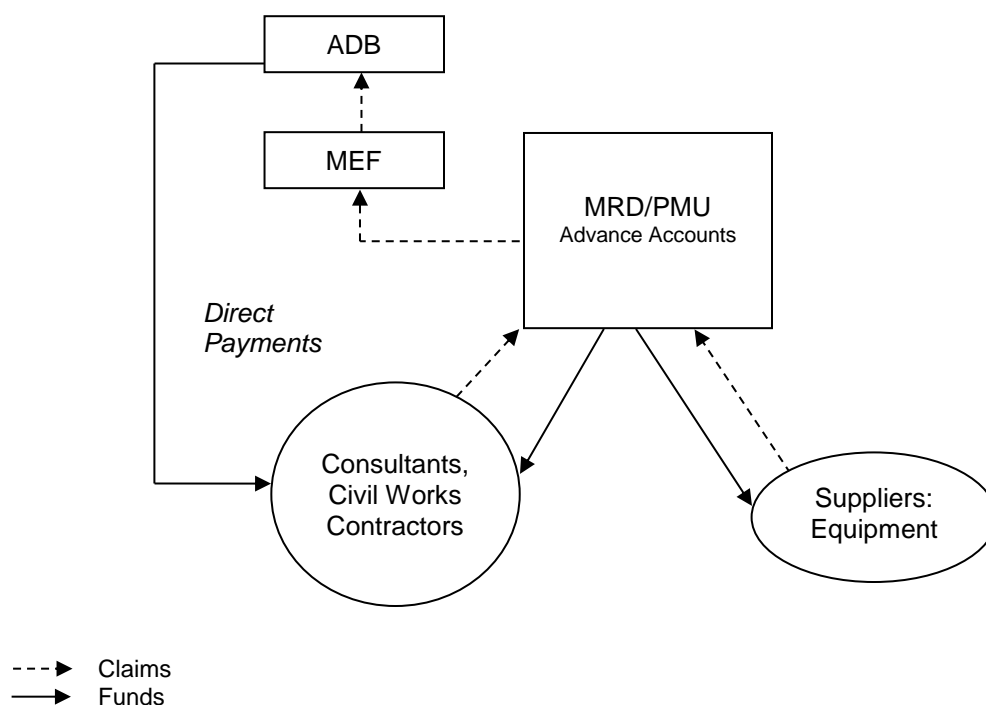 ADB
MEF
MRD/PMU
Advance Accounts
Direct
Payments
Consultants,
Civil Works
Contractors
Suppliers:
Equipment
Claims
Funds